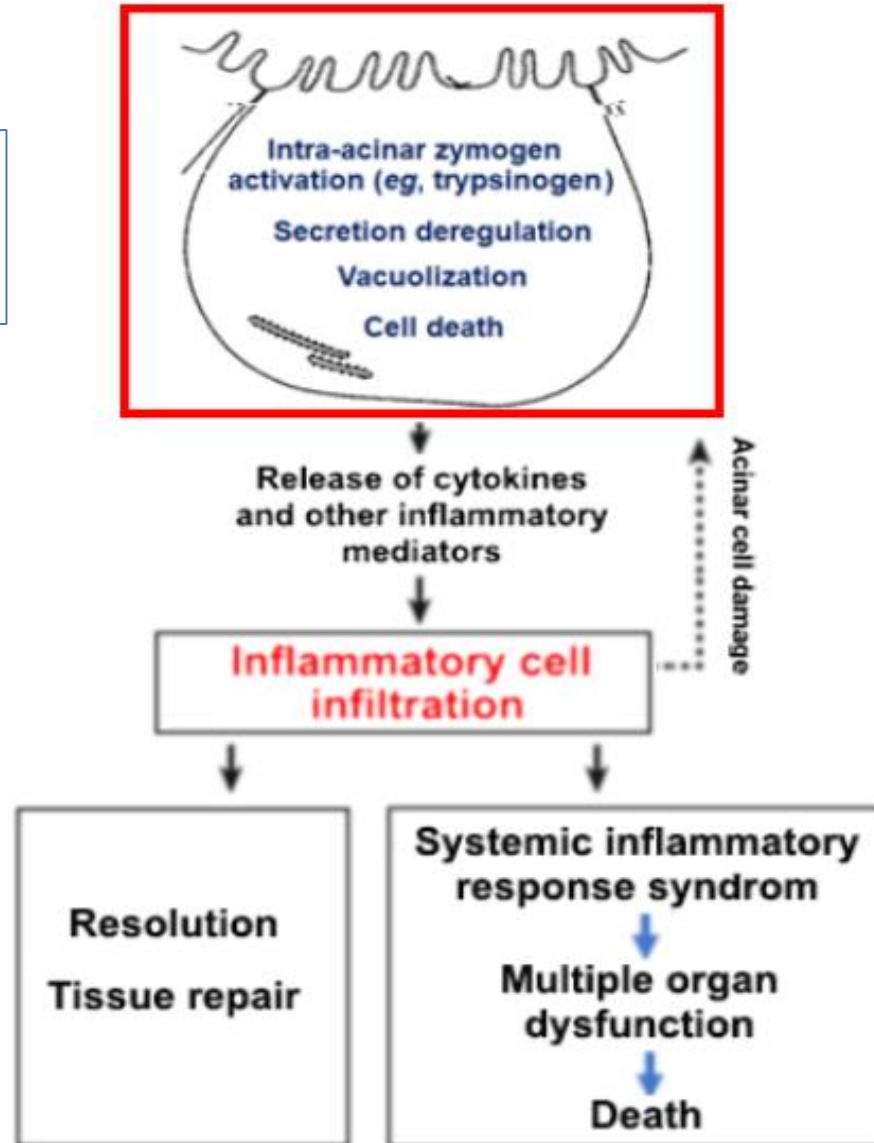 Intra-acinar zymogen
activation (eg, trypsinogen)
Secretion deregulation
Vacuolization
Cell death
Release of cytokines
and other inflammatory
mediators
Acinar cell damage
Inflammatory cell
infiltration
Resolution
Tissue repair
Systemic inflammatory
response syndrom
Multiple organ
dysfunction
Death